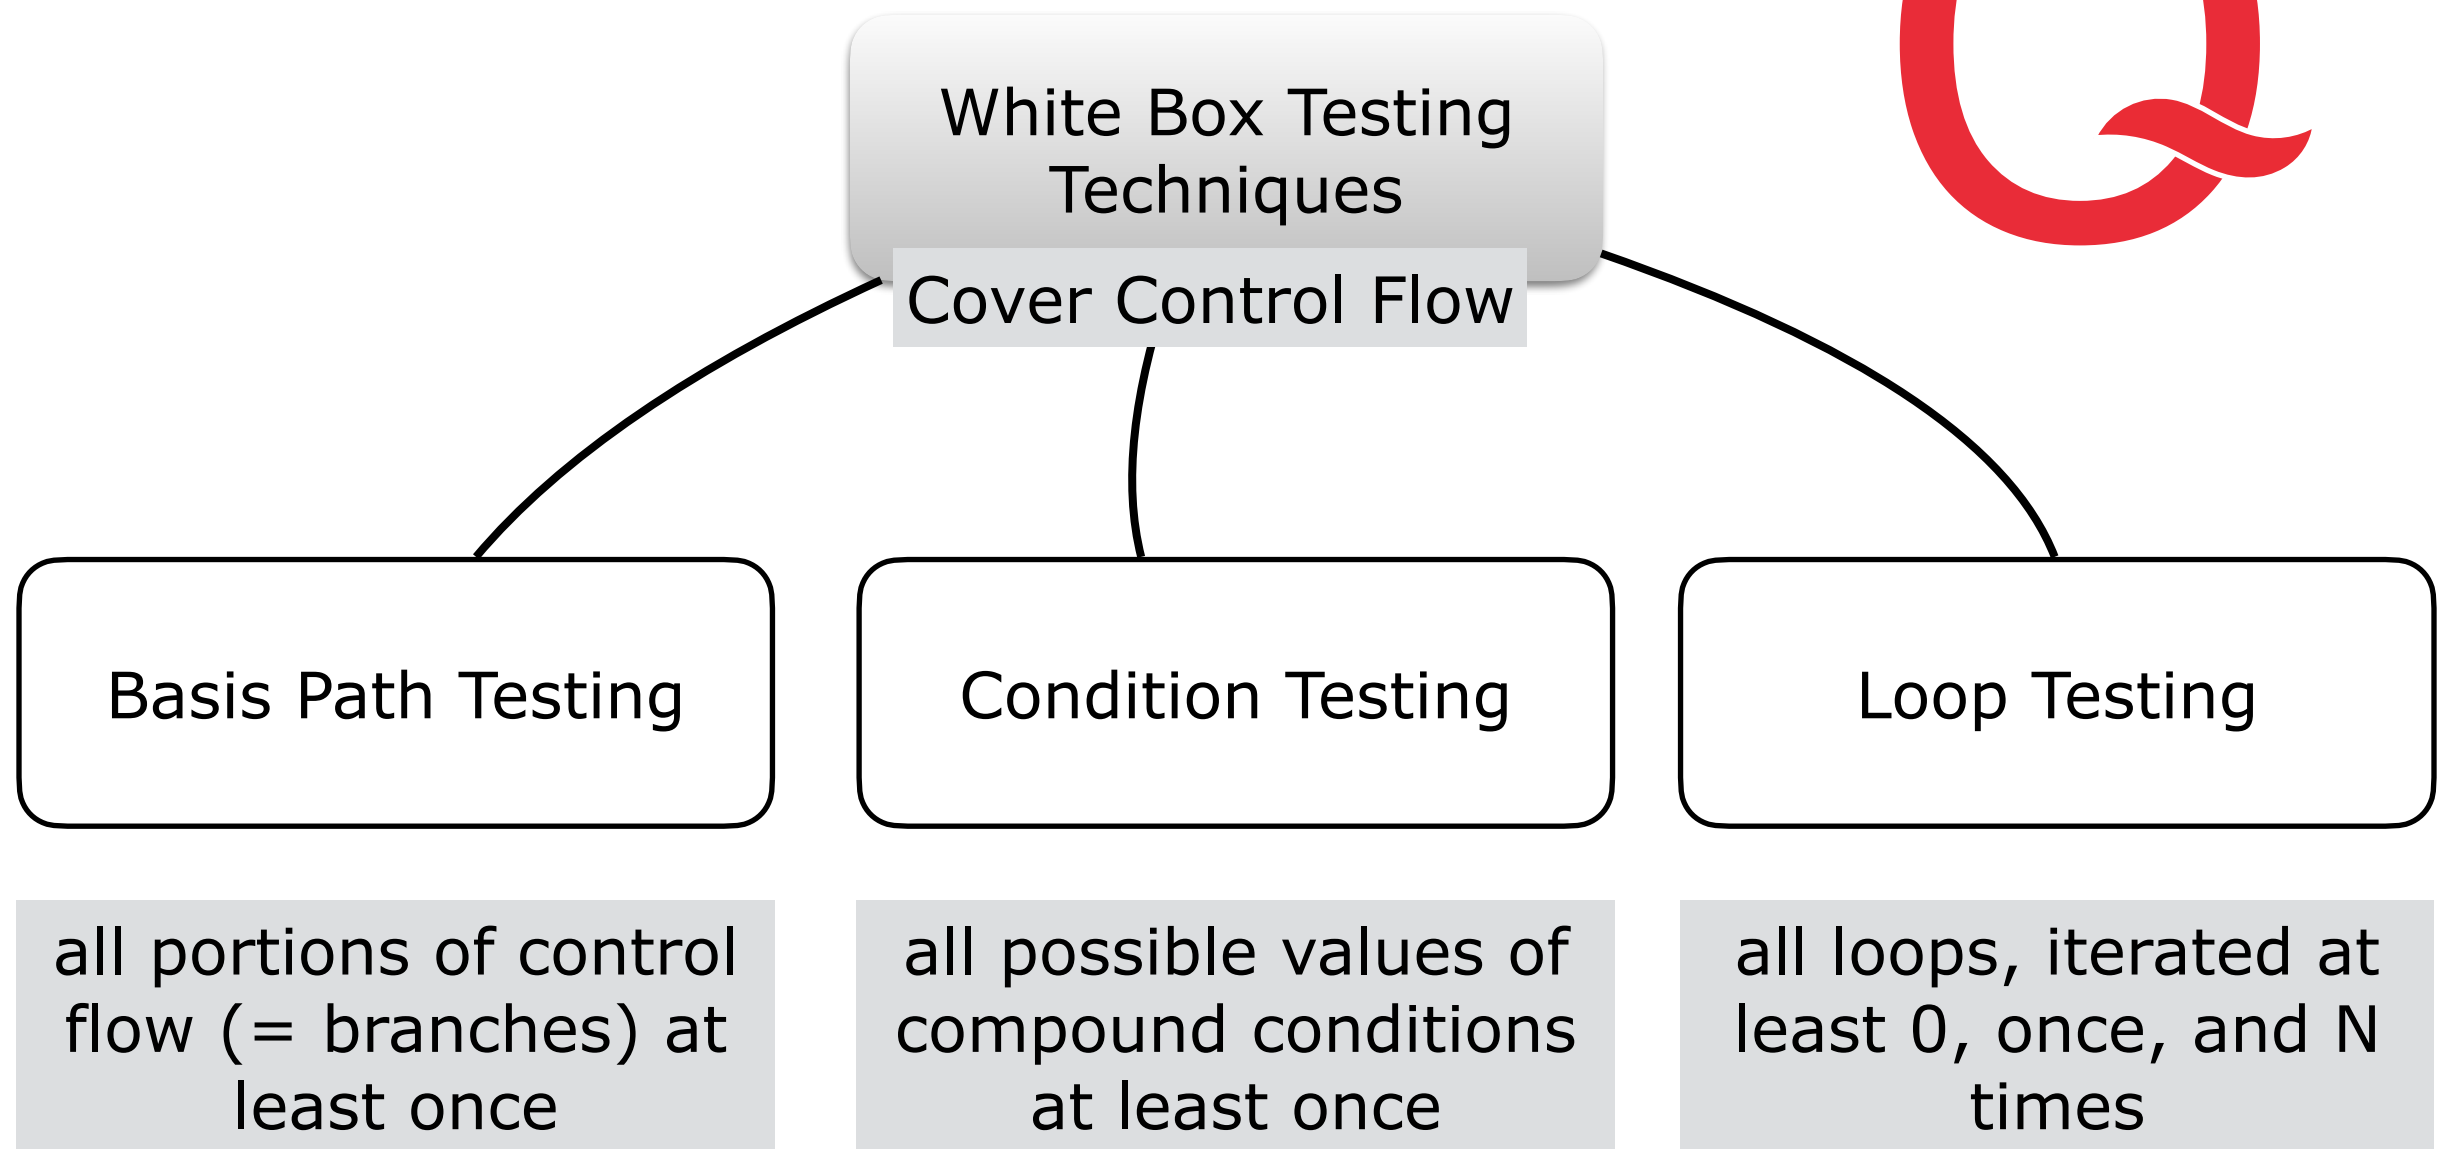 White Box Testing
Techniques
Cover Control Flow
Basis Path Testing
Condition Testing
Loop Testing
all portions of control
flow (= branches) at
least once
all possible values of
compound conditions
at least once
all loops, iterated at
least 0, once, and N
times